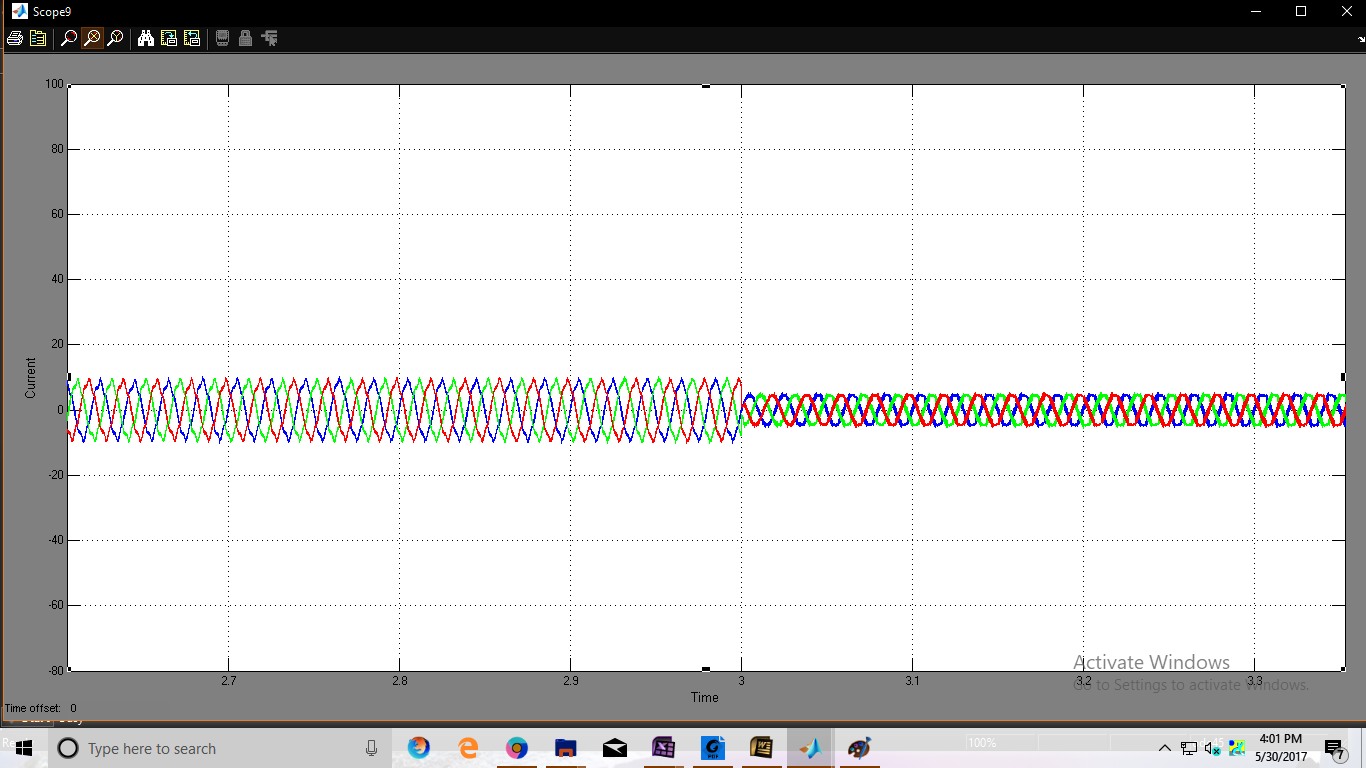 Scope9
100
80
60
40
20
0
-20
-40
-60
-80
Current
2.7
2.8
2.9
3
3.1
3.2
3.3
Time
Time offset: 0
Activate Windows
Go to Settings to activate Windows.
100%
Type here to search
4:01 PM
5/30/2017
7